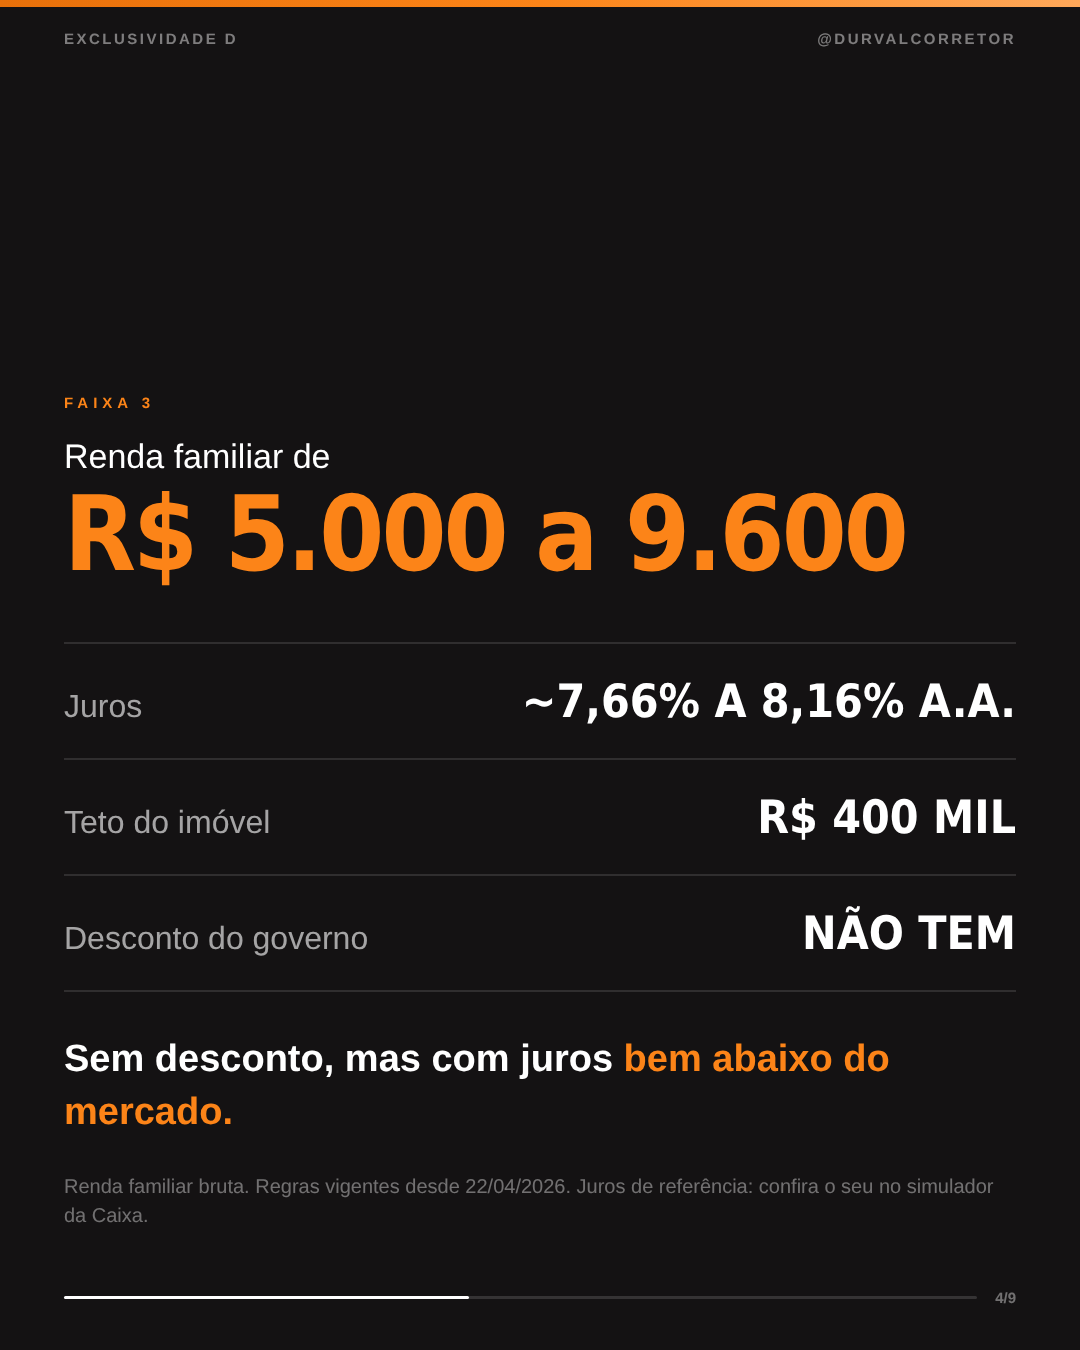 EXCLUSIVIDADE D
@DURVALCORRETOR
FAIXA 3
Renda familiar de
R$ 5.000 a 9.600
Juros
~7,66% A 8,16% A.A.
Teto do imóvel
R$ 400 MIL
Desconto do governo
NÃO TEM
Sem desconto, mas com juros bem abaixo do
mercado.
Renda familiar bruta. Regras vigentes desde 22/04/2026. Juros de referência: confira o seu no simulador
da Caixa.
4/9